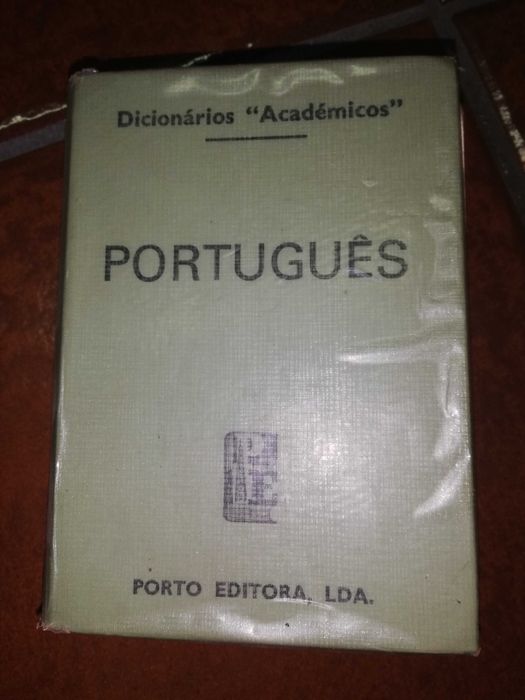 Dicionários "Académicos"
PORTUGUÊS
PORTO EDITORA, LDA.